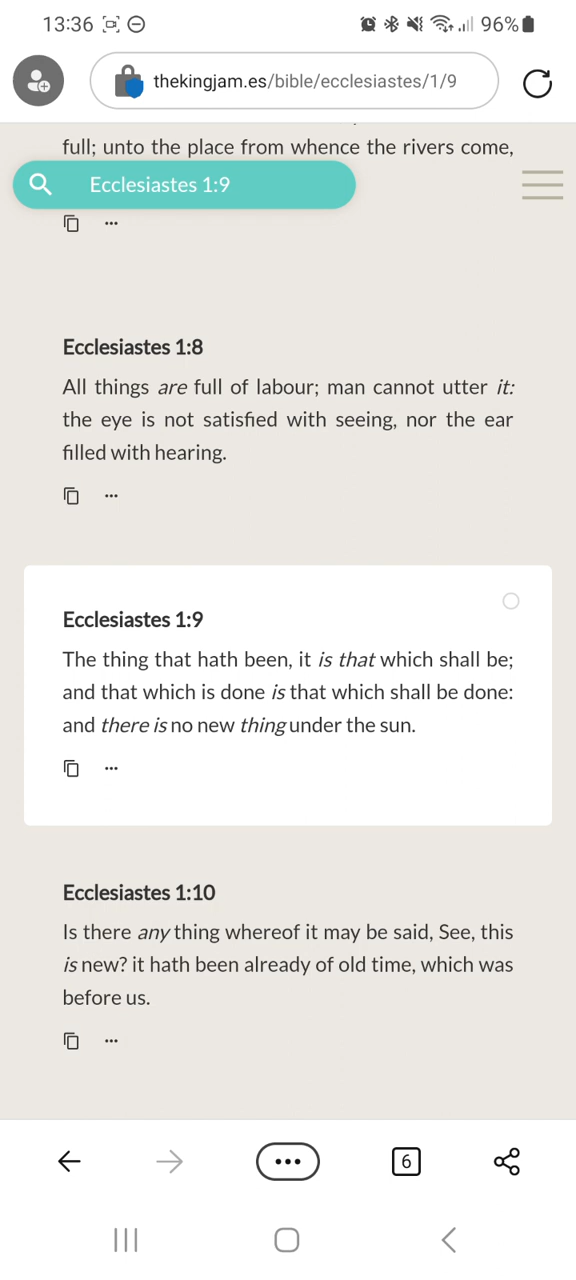 13:36
96%
thekingjam.es/bible/ecclesiastes/1/9
full; unto the place from whence the rivers come,
Ecclesiastes 1:9
Ecclesiastes 1:8
All things are full of labour; man cannot utter it:
the eye is not satisfied with seeing, nor the ear
filled with hearing.
Ecclesiastes 1:9
The thing that hath been, it is that which shall be;
and that which is done is that which shall be done:
and there is no new thing under the sun.
Ecclesiastes 1:10
Is there any thing whereof it may be said, See, this
is new? it hath been already of old time, which was
before us.
6